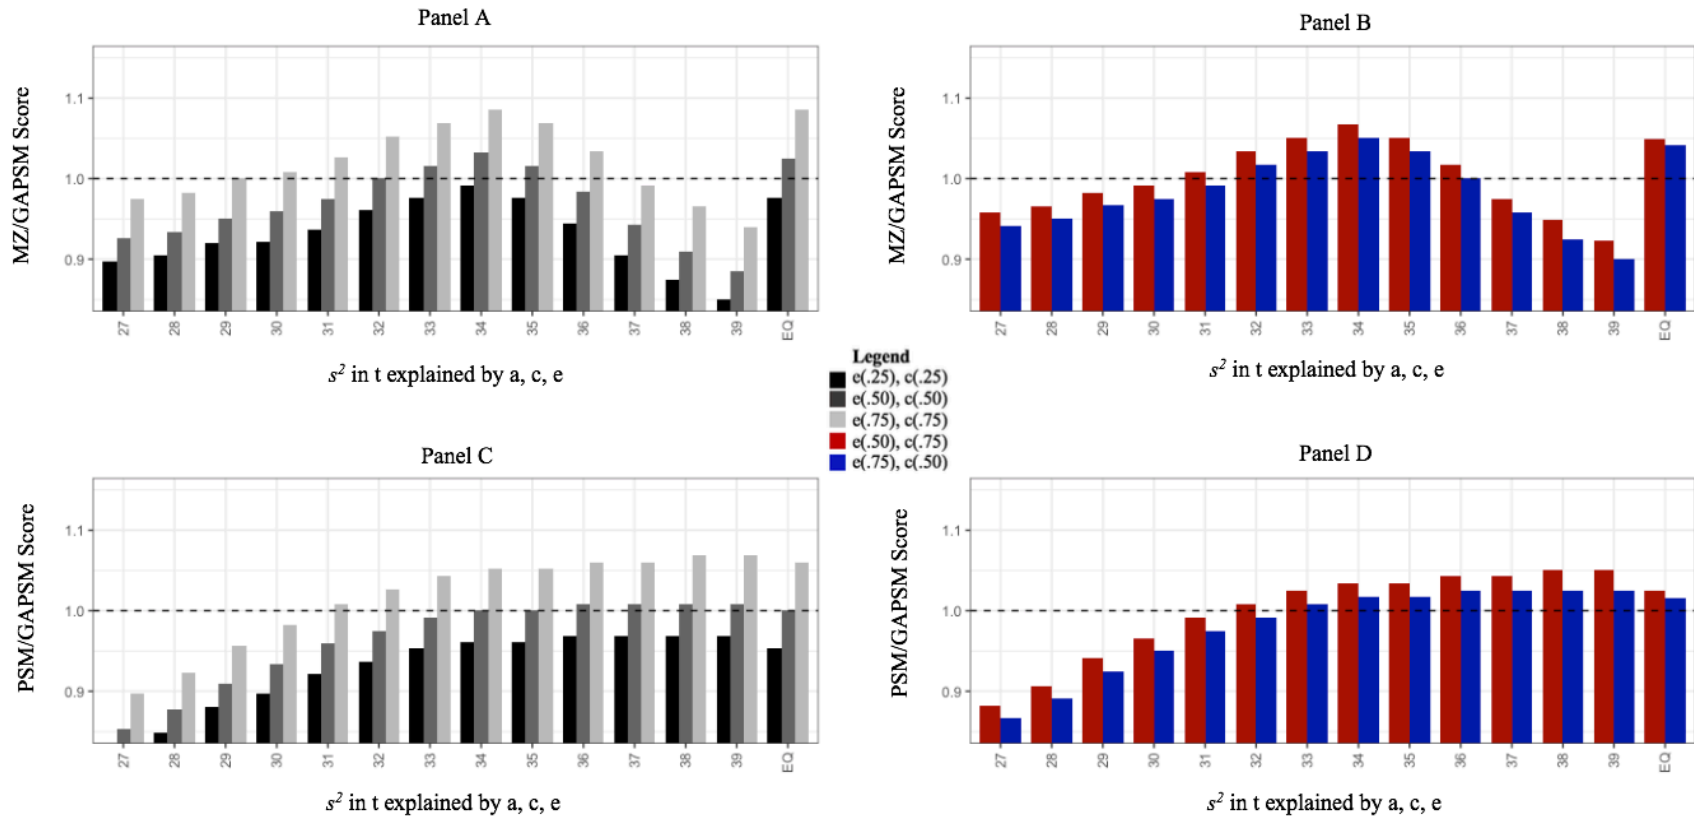 Panel A
MZ/GAPSM Score
1.1
1.0
0.9
27 28 29 30 31 32 33 34 35 36 37 38 39 EQ
s² in t explained by a, c, e
Panel B
MZ/GAPSM Score
1.1
1.0
0.9
27 28 29 30 31 32 33 34 35 36 37 38 39 EQ
s² in t explained by a, c, e
Legend
e(.25), c(.25)
e(.50), c(.50)
e(.75), c(.75)
e(.50), c(.75)
e(.75), c(.50)
Panel C
PSM/GAPSM Score
1.1
1.0
0.9
27 28 29 30 31 32 33 34 35 36 37 38 39 EQ
s² in t explained by a, c, e
Panel D
PSM/GAPSM Score
1.1
1.0
0.9
27 28 29 30 31 32 33 34 35 36 37 38 39 EQ
s² in t explained by a, c, e